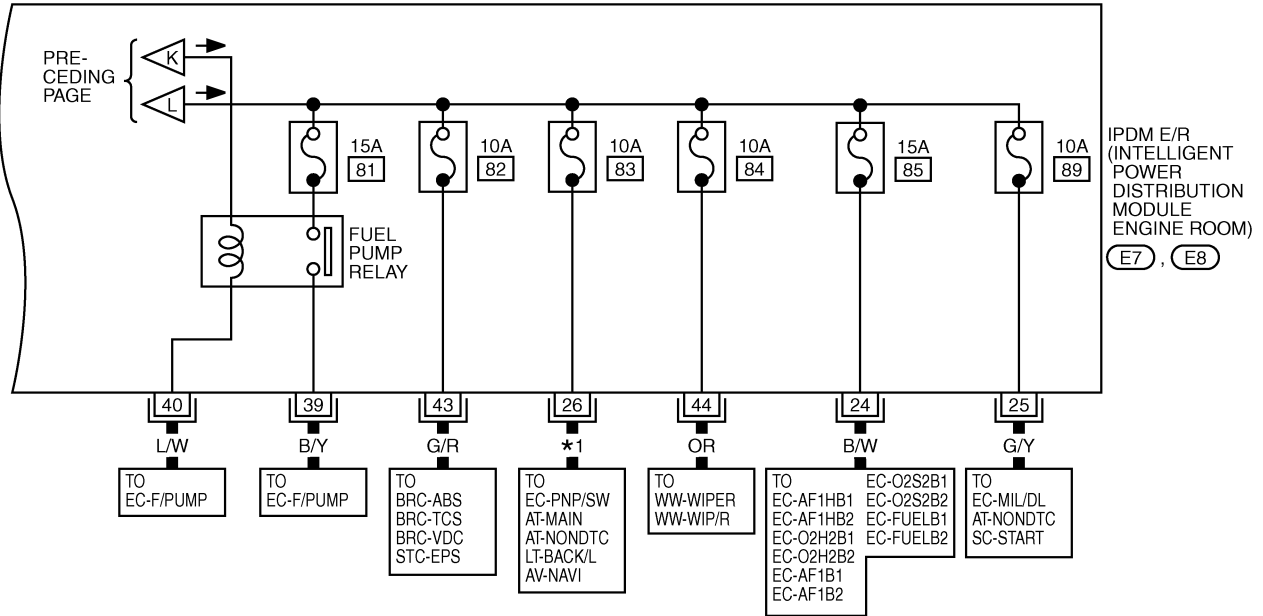 PRE-
CEDING
PAGE
K
L
15A
81
10A
82
10A
83
10A
84
15A
85
10A
89
IPDM E/R
(INTELLIGENT
POWER
DISTRIBUTION
MODULE
ENGINE ROOM)
E7 , E8
FUEL
PUMP
RELAY
40
39
43
26
44
24
25
L/W
B/Y
G/R
*1
OR
B/W
G/Y
TO
EC-F/PUMP
TO
EC-F/PUMP
TO
BRC-ABS
BRC-TCS
BRC-VDC
STC-EPS
TO
EC-PNP/SW
AT-MAIN
AT-NONDTC
LT-BACK/L
AV-NAVI
TO
WW-WIPER
WW-WIP/R
TO
EC-AF1HB1
EC-AF1HB2
EC-O2H2B1
EC-O2H2B2
EC-AF1B1
EC-AF1B2
EC-O2S2B1
EC-O2S2B2
EC-FUELB1
EC-FUELB2
TO
EC-MIL/DL
AT-NONDTC
SC-START